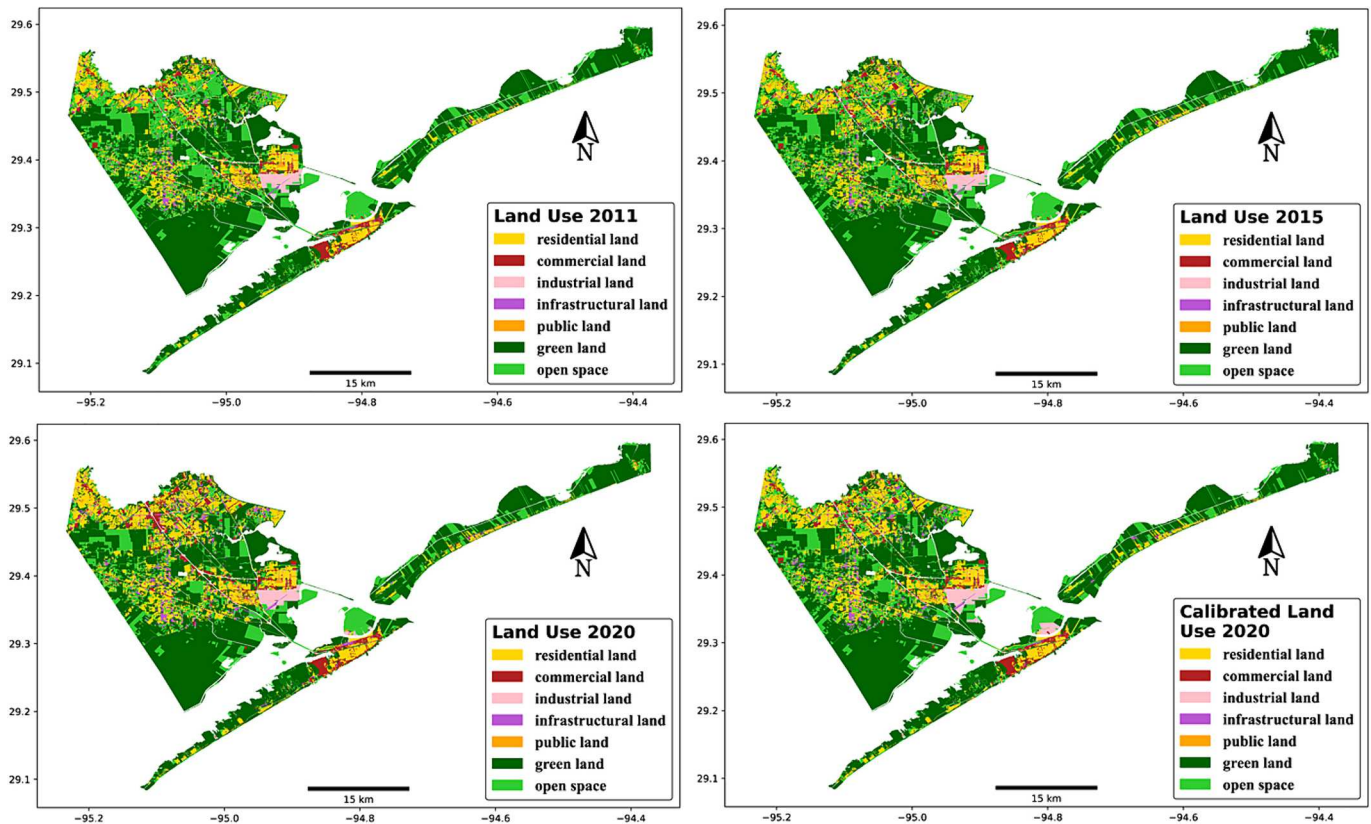 29.6
29.5
29.4
29.3
29.2
29.1
N
Land Use 2011
residential land
commercial land
industrial land
infrastructural land
public land
green land
open space
15 km
−95.2 −95.0 −94.8 −94.6 −94.4
29.6
29.5
29.4
29.3
29.2
29.1
N
Land Use 2015
residential land
commercial land
industrial land
infrastructural land
public land
green land
open space
15 km
−95.2 −95.0 −94.8 −94.6 −94.4
29.6
29.5
29.4
29.3
29.2
29.1
N
Land Use 2020
residential land
commercial land
industrial land
infrastructural land
public land
green land
open space
15 km
−95.2 −95.0 −94.8 −94.6 −94.4
29.6
29.5
29.4
29.3
29.2
29.1
N
Calibrated Land
Use 2020
residential land
commercial land
industrial land
infrastructural land
public land
green land
open space
15 km
−95.2 −95.0 −94.8 −94.6 −94.4